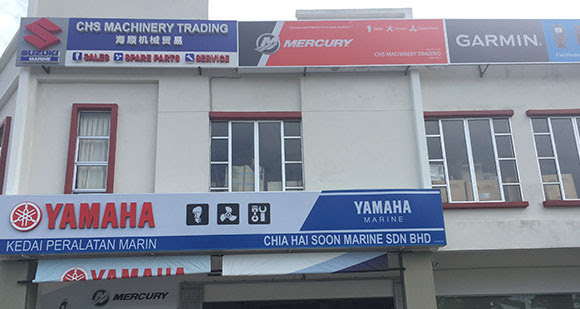 SUZUKI
MARINE
CHS MACHINERY TRADING
海顺机械贸易
SALES SPARE PARTS SERVICE
MERCURY
CHS MACHINERY TRADING
GARMIN
YAMAHA
KEDAI PERALATAN MARIN
YAMAHA
MARINE
CHIA HAI SOON MARINE SDN BHD
YAMAHA
MERCURY